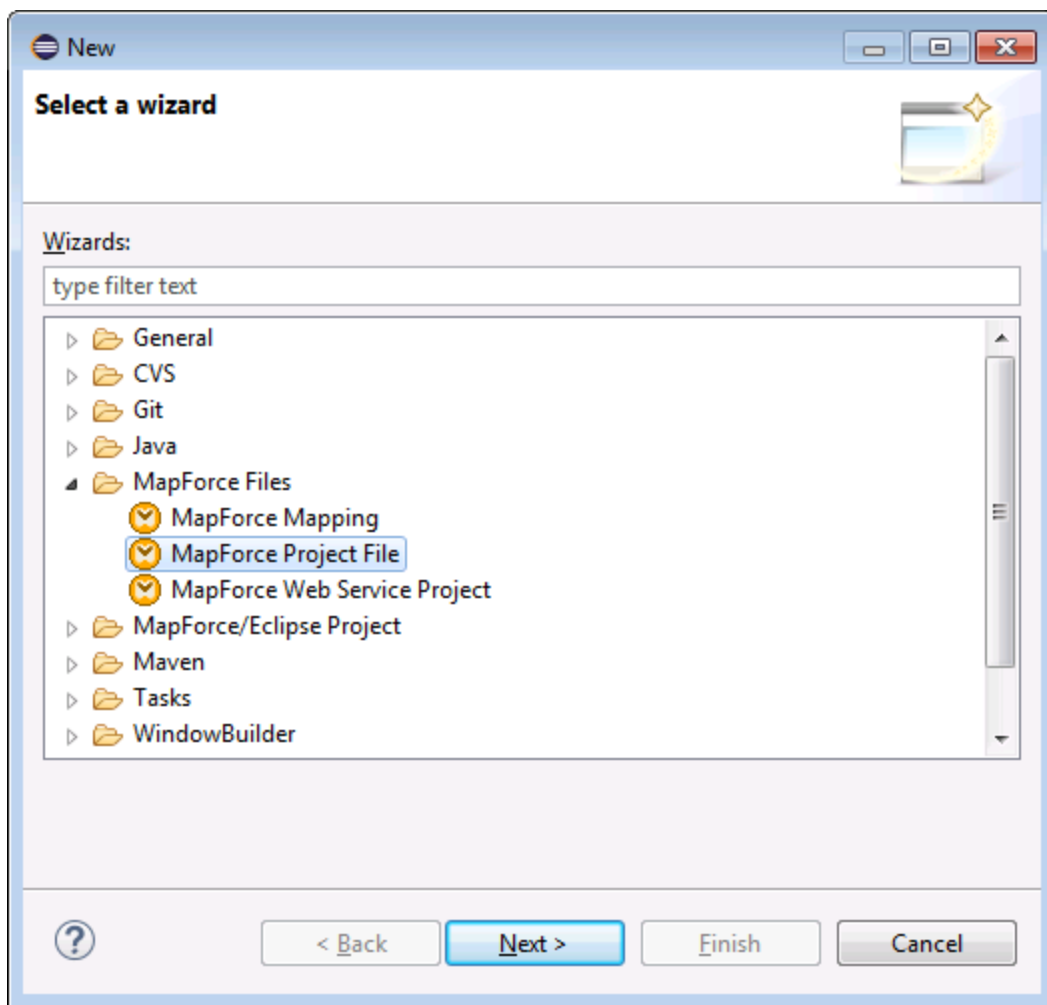 New
Select a wizard
Wizards:
type filter text
General
CVS
Git
Java
MapForce Files
MapForce Mapping
MapForce Project File
MapForce Web Service Project
MapForce/Eclipse Project
Maven
Tasks
WindowBuilder
? < Back Next > Finish Cancel